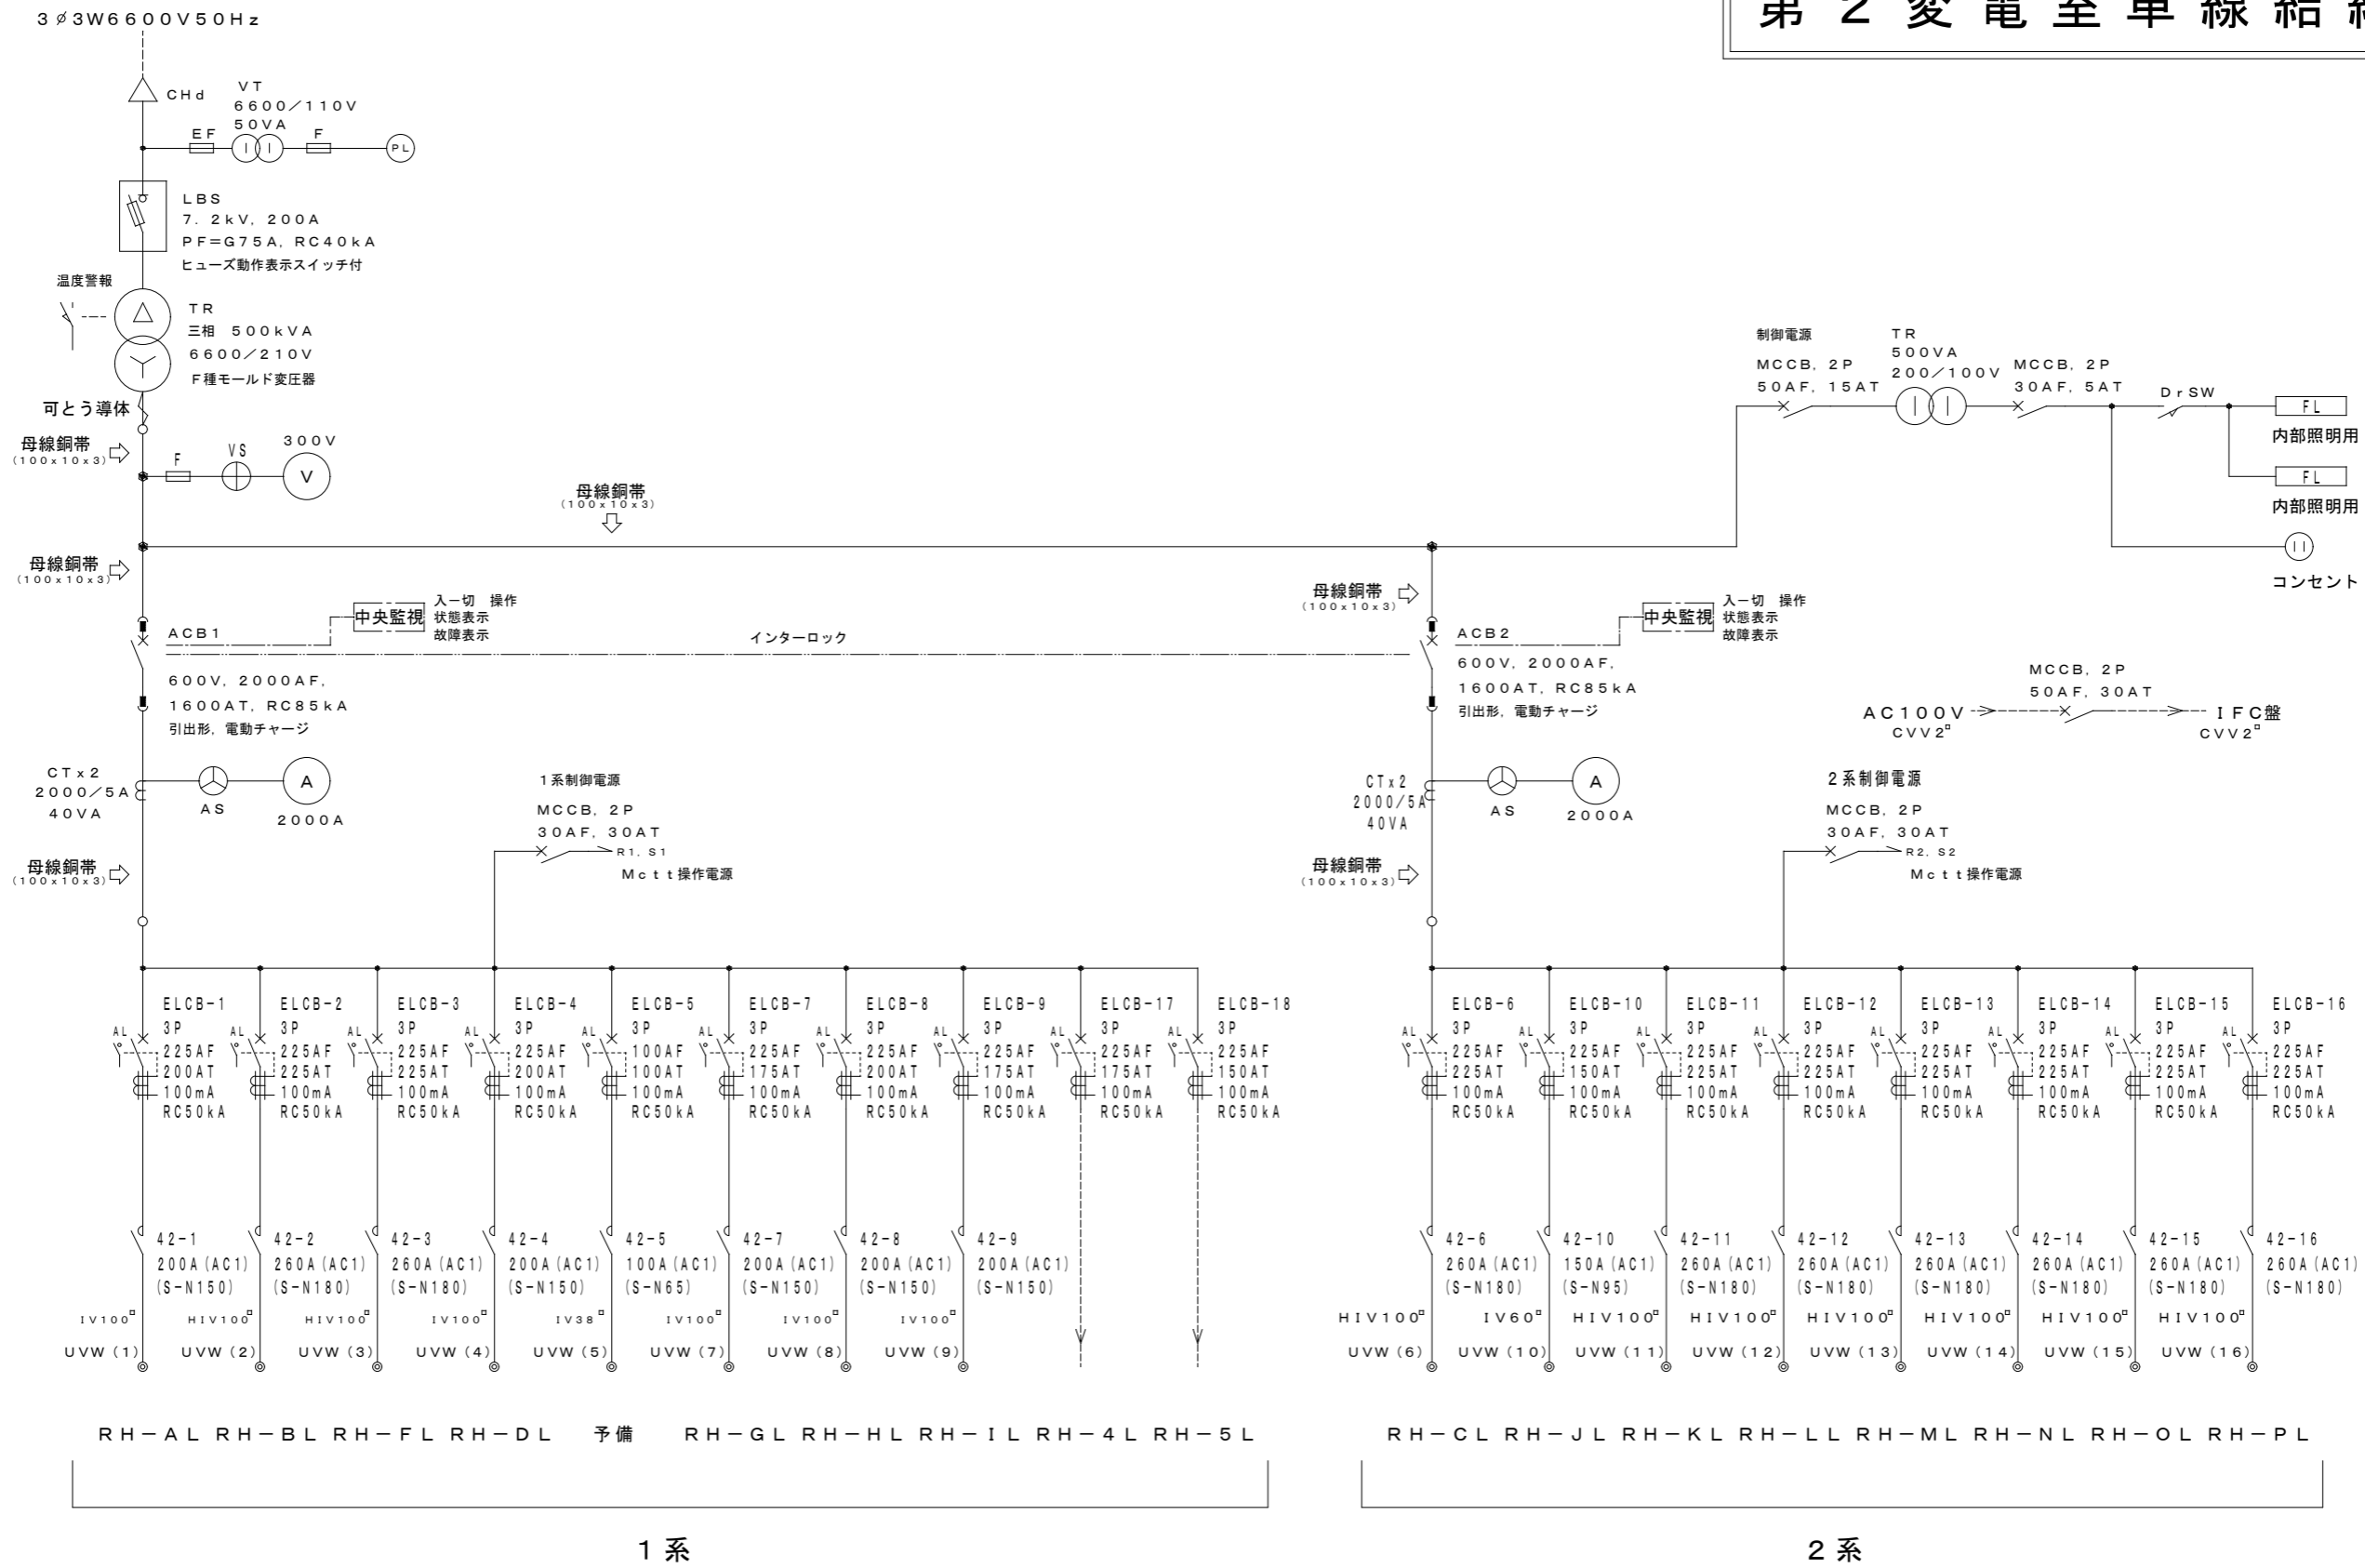 3φ3W6600V50Hz
第2変電室単線結
CHd
VT
6600/110V
50VA
EF
F
PL
LBS
7.2kV, 200A
PF=G75A, RC40kA
ヒューズ動作表示スイッチ付
温度警報
TR
三相 500kVA
6600/210V
F種モールド変圧器
可とう導体
母線銅帯
(100x10x3)
F
VS
300V
V
母線銅帯
(100x10x3)
制御電源
MCCB, 2P
50AF, 15AT
TR
500VA
200/100V
MCCB, 2P
30AF, 5AT
DrSW
FL
内部照明用
FL
内部照明用
コンセント
母線銅帯
(100x10x3)
ACB1
中央監視
入-切 操作
状態表示
故障表示
インターロック
600V, 2000AF,
1600AT, RC85kA
引出形, 電動チャージ
母線銅帯
(100x10x3)
ACB2
中央監視
入-切 操作
状態表示
故障表示
600V, 2000AF,
1600AT, RC85kA
引出形, 電動チャージ
MCCB, 2P
50AF, 30AT
AC100V
CVV2□
IFC盤
CVV2□
CTx2
2000/5A
40VA
AS
A
2000A
1系制御電源
MCCB, 2P
30AF, 30AT
R1, S1
Mctt操作電源
母線銅帯
(100x10x3)
CTx2
2000/5A
40VA
AS
A
2000A
2系制御電源
MCCB, 2P
30AF, 30AT
R2, S2
Mctt操作電源
母線銅帯
(100x10x3)
ELCB-1 ELCB-2 ELCB-3 ELCB-4 ELCB-5 ELCB-7 ELCB-8 ELCB-9 ELCB-17 ELCB-18 ELCB-6 ELCB-10 ELCB-11 ELCB-12 ELCB-13 ELCB-14 ELCB-15 ELCB-16
3P 3P 3P 3P 3P 3P 3P 3P 3P 3P 3P 3P 3P 3P 3P 3P 3P 3P
AL AL AL AL AL AL AL AL AL AL AL AL AL AL AL AL AL AL
225AF 225AF 225AF 225AF 100AF 225AF 225AF 225AF 225AF 225AF 225AF 225AF 225AF 225AF 225AF 225AF 225AF 225AF
200AT 225AT 225AT 200AT 100AT 175AT 200AT 175AT 175AT 150AT 225AT 150AT 225AT 225AT 225AT 225AT 225AT 225AT
100mA 100mA 100mA 100mA 100mA 100mA 100mA 100mA 100mA 100mA 100mA 100mA 100mA 100mA 100mA 100mA 100mA 100mA
RC50kA RC50kA RC50kA RC50kA RC50kA RC50kA RC50kA RC50kA RC50kA RC50kA RC50kA RC50kA RC50kA RC50kA RC50kA RC50kA RC50kA RC50kA
42-1 42-2 42-3 42-4 42-5 42-7 42-8 42-9 42-6 42-10 42-11 42-12 42-13 42-14 42-15 42-16
200A(AC1) 260A(AC1) 260A(AC1) 200A(AC1) 100A(AC1) 200A(AC1) 200A(AC1) 200A(AC1) 260A(AC1) 150A(AC1) 260A(AC1) 260A(AC1) 260A(AC1) 260A(AC1) 260A(AC1) 260A(AC1)
(S-N150) (S-N180) (S-N180) (S-N150) (S-N65) (S-N150) (S-N150) (S-N150) (S-N180) (S-N95) (S-N180) (S-N180) (S-N180) (S-N180) (S-N180) (S-N180)
IV100□ HIV100□ HIV100□ IV100□ IV38□ IV100□ IV100□ IV100□ HIV100□ IV60□ HIV100□ HIV100□ HIV100□ HIV100□ HIV100□ HIV100□
UVW(1) UVW(2) UVW(3) UVW(4) UVW(5) UVW(7) UVW(8) UVW(9) UVW(6) UVW(10) UVW(11) UVW(12) UVW(13) UVW(14) UVW(15) UVW(16)
RH-AL RH-BL RH-FL RH-DL 予備 RH-GL RH-HL RH-IL RH-4L RH-5L RH-CL RH-JL RH-KL RH-LL RH-ML RH-NL RH-OL RH-PL
1系 2系